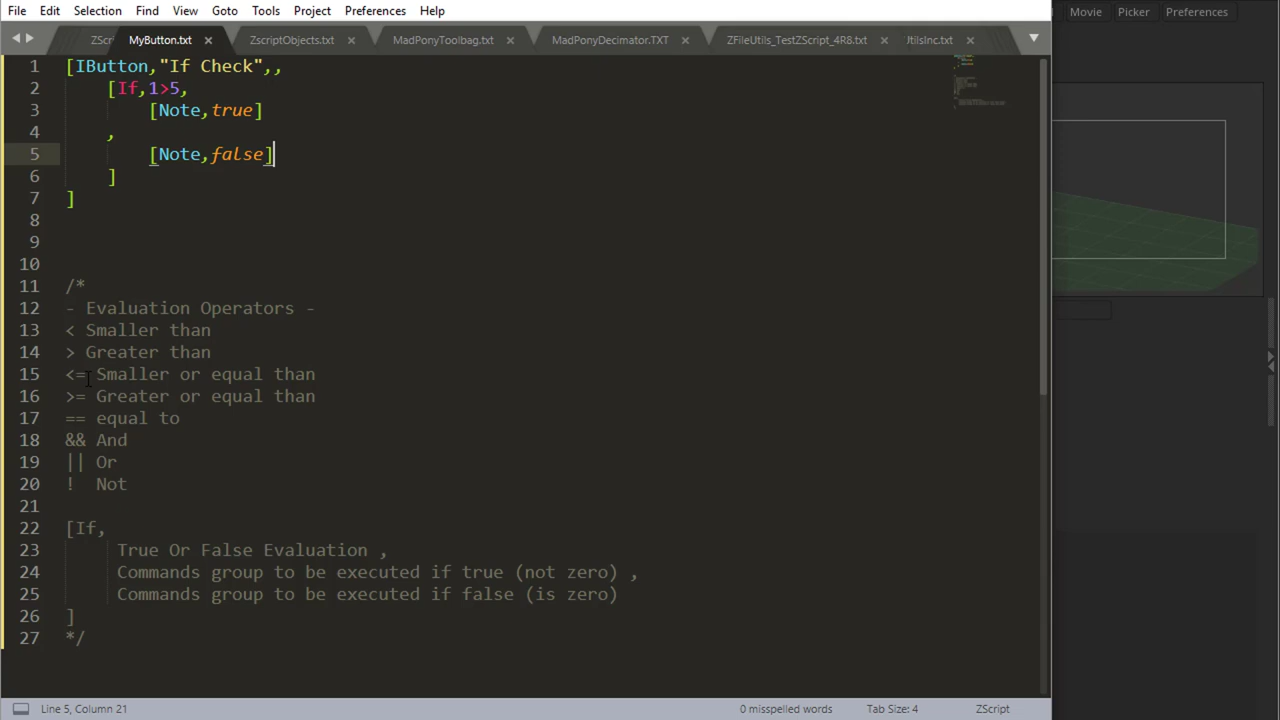 File Edit Selection Find View Goto Tools Project Preferences Help
Movie Picker Preferences
ZScri MyButton.txt ZscriptObjects.txt MadPonyToolbag.txt MadPonyDecimator.TXT ZFileUtils_TestZScript_4R8.txt UtilsInc.txt
1 [IButton,"If Check",,
2 [If,1>5,
3 [Note,true]
4 ,
5 [Note,false]
6 ]
7 ]
8
9
10
11 /*
12 - Evaluation Operators -
13 < Smaller than
14 > Greater than
15 <= Smaller or equal than
16 >= Greater or equal than
17 == equal to
18 && And
19 || Or
20 ! Not
21
22 [If,
23 True Or False Evaluation ,
24 Commands group to be executed if true (not zero) ,
25 Commands group to be executed if false (is zero)
26 ]
27 */
Line 5, Column 21 0 misspelled words Tab Size: 4 ZScript